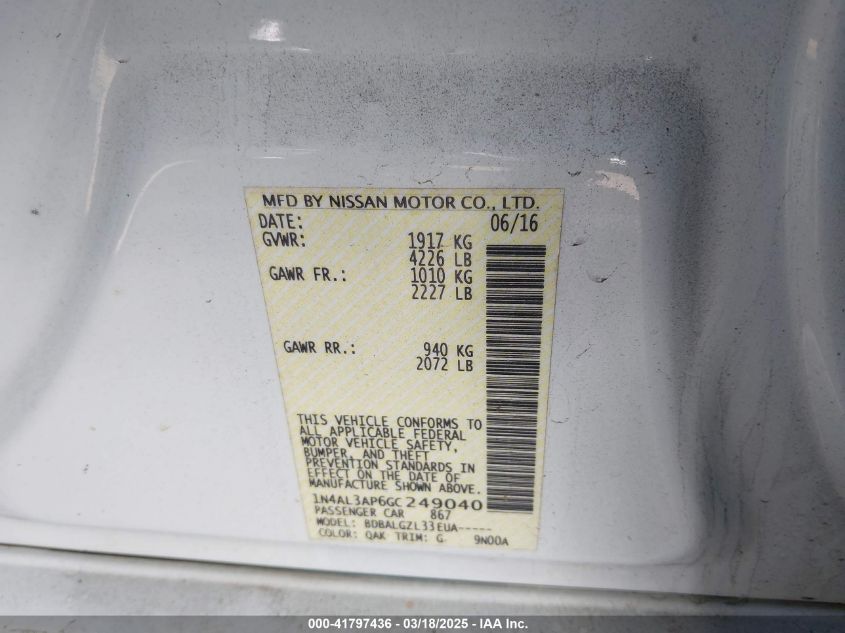 MFD BY NISSAN MOTOR CO., LTD.
DATE: 06/16
GVWR: 1917 KG
4226 LB
GAWR FR.: 1010 KG
2227 LB
GAWR RR.: 940 KG
2072 LB
THIS VEHICLE CONFORMS TO
ALL APPLICABLE FEDERAL
MOTOR VEHICLE SAFETY,
BUMPER, AND THEFT
PREVENTION STANDARDS IN
EFFECT ON THE DATE OF
MANUFACTURE SHOWN ABOVE.
1N4AL3AP6GC249040
PASSENGER CAR 867
MODEL: BDBALGZL33EUA-----
COLOR: QAK TRIM: G 9N00A
000-41797436 - 03/18/2025 - IAA Inc.